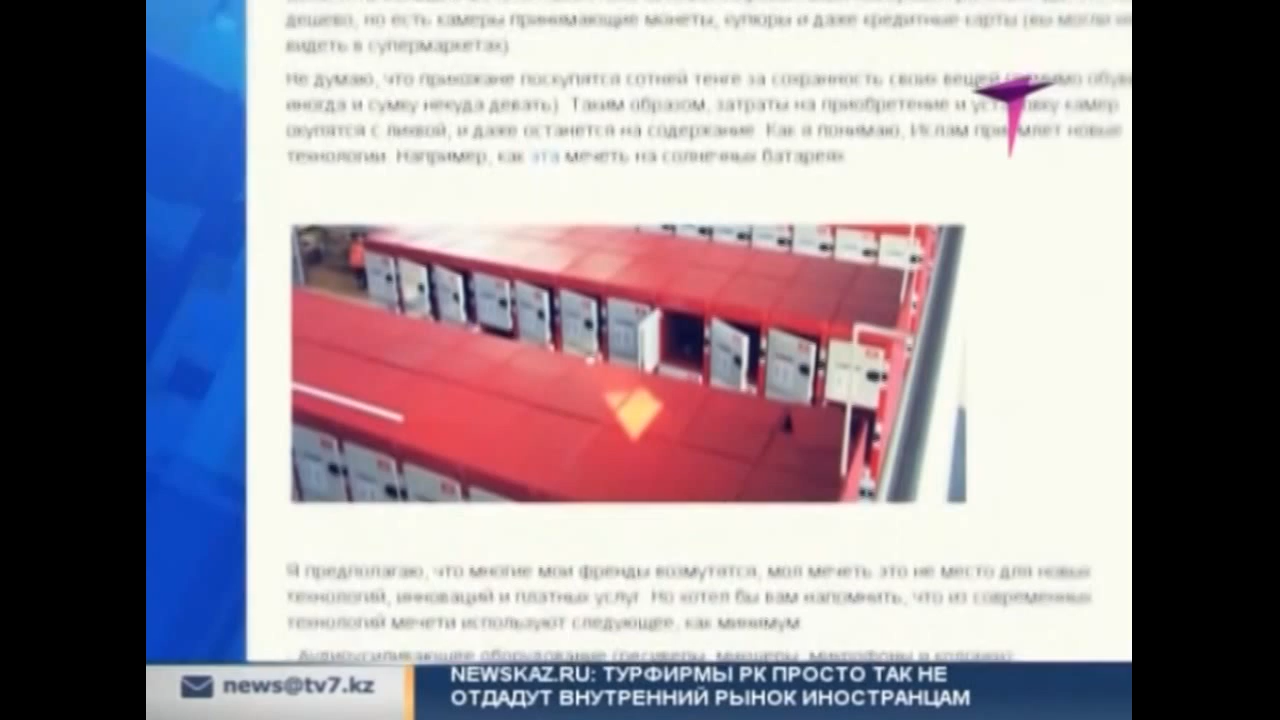 дешево, но есть камеры принимающие монеты, купюры и даже кредитные карты (вы могли
видеть в супермаркетах).
Не думаю, что прихожане поскупятся сотней тенге за сохранность своих вещей
иногда и сумку некуда девать). Таким образом, затраты на приобретение и установку камер
окупятся с лихвой, и даже останется на содержание. Как я понимаю, Ислам приемлет новые
технологии. Например, как эта мечеть на солнечных батареях.
Я предполагаю, что многие мои френды возмутятся, мол мечеть это не место для новых
технологий, инноваций и платных услуг. Но хотел бы вам напомнить, что из современных
технологий мечети используют следующее, как минимум
news@tv7.kz
NEWSKAZ.RU: ТУРФИРМЫ РК ПРОСТО ТАК НЕ
ОТДАДУТ ВНУТРЕННИЙ РЫНОК ИНОСТРАНЦАМ